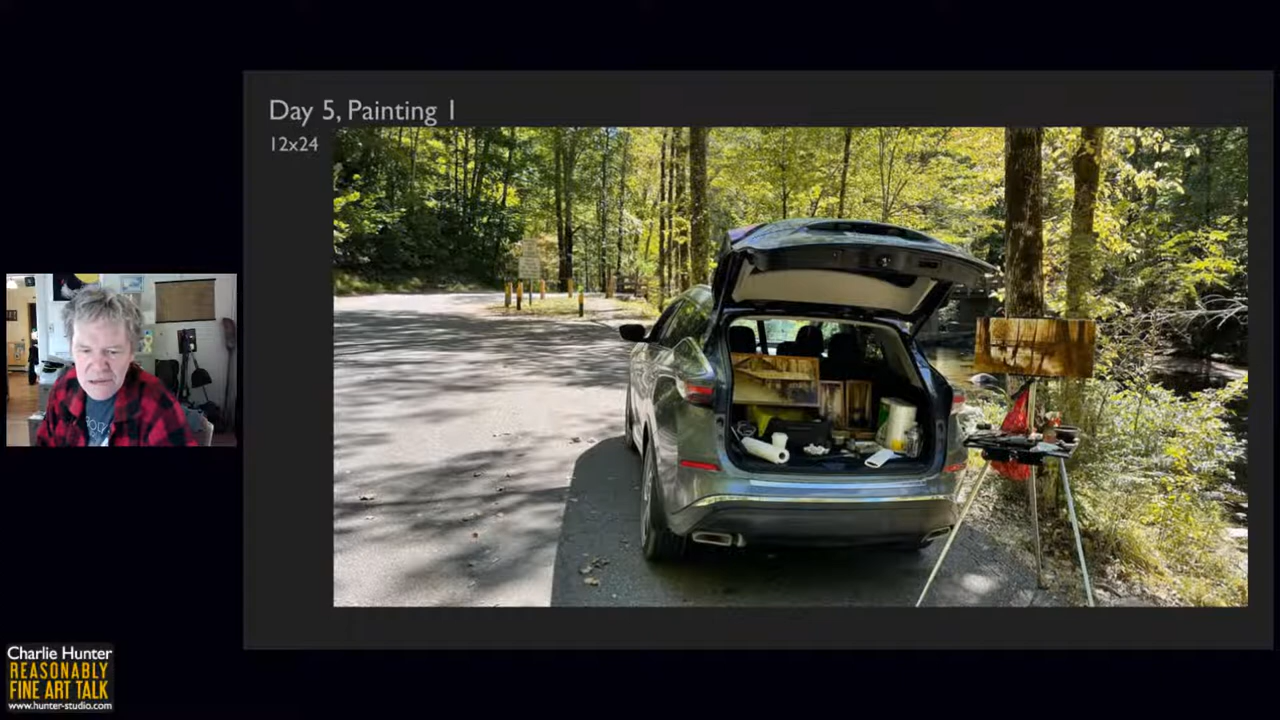 Day 5, Painting 1
12x24
Charlie Hunter
REASONABLY
FINE ART TALK
www.hunter-studio.com